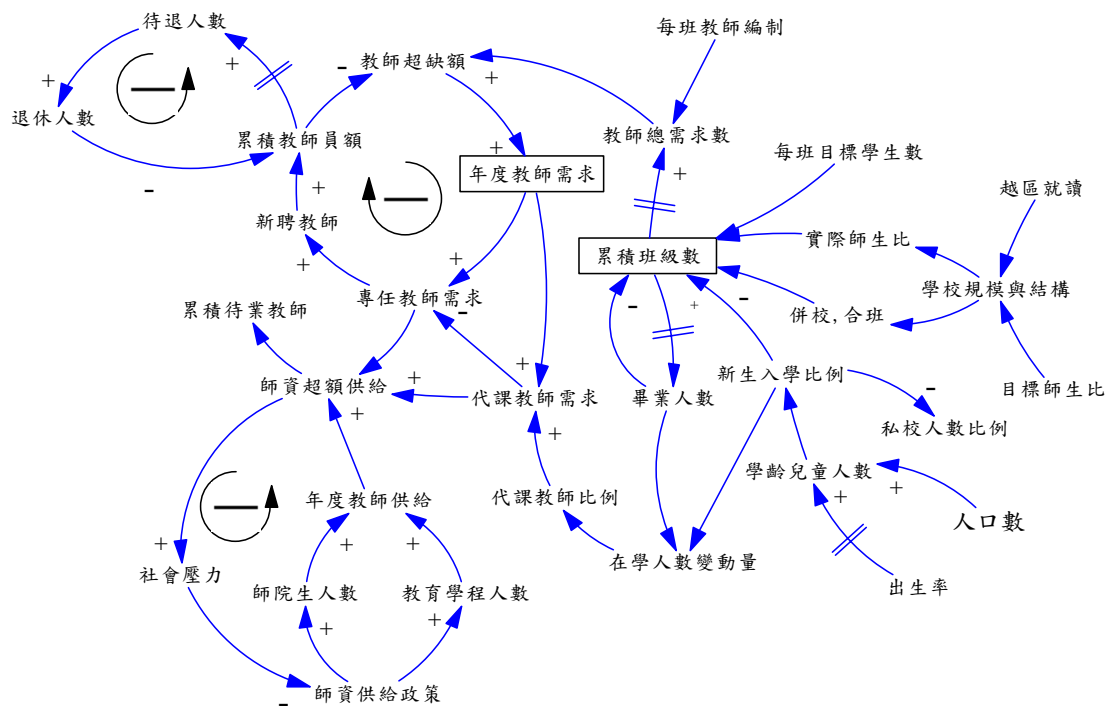 待退人數
每班教師編制
教師超缺額
退休人數
累積教師員額
教師總需求數
每班目標學生數
年度教師需求
越區就讀
新聘教師
實際師生比
累積班級數
學校規模與結構
專任教師需求
累積待業教師
併校,合班
師資超額供給
代課教師需求
畢業人數
新生入學比例
目標師生比
私校人數比例
學齡兒童人數
年度教師供給
代課教師比例
人口數
在學人數變動量
社會壓力
師院生人數
教育學程人數
出生率
師資供給政策